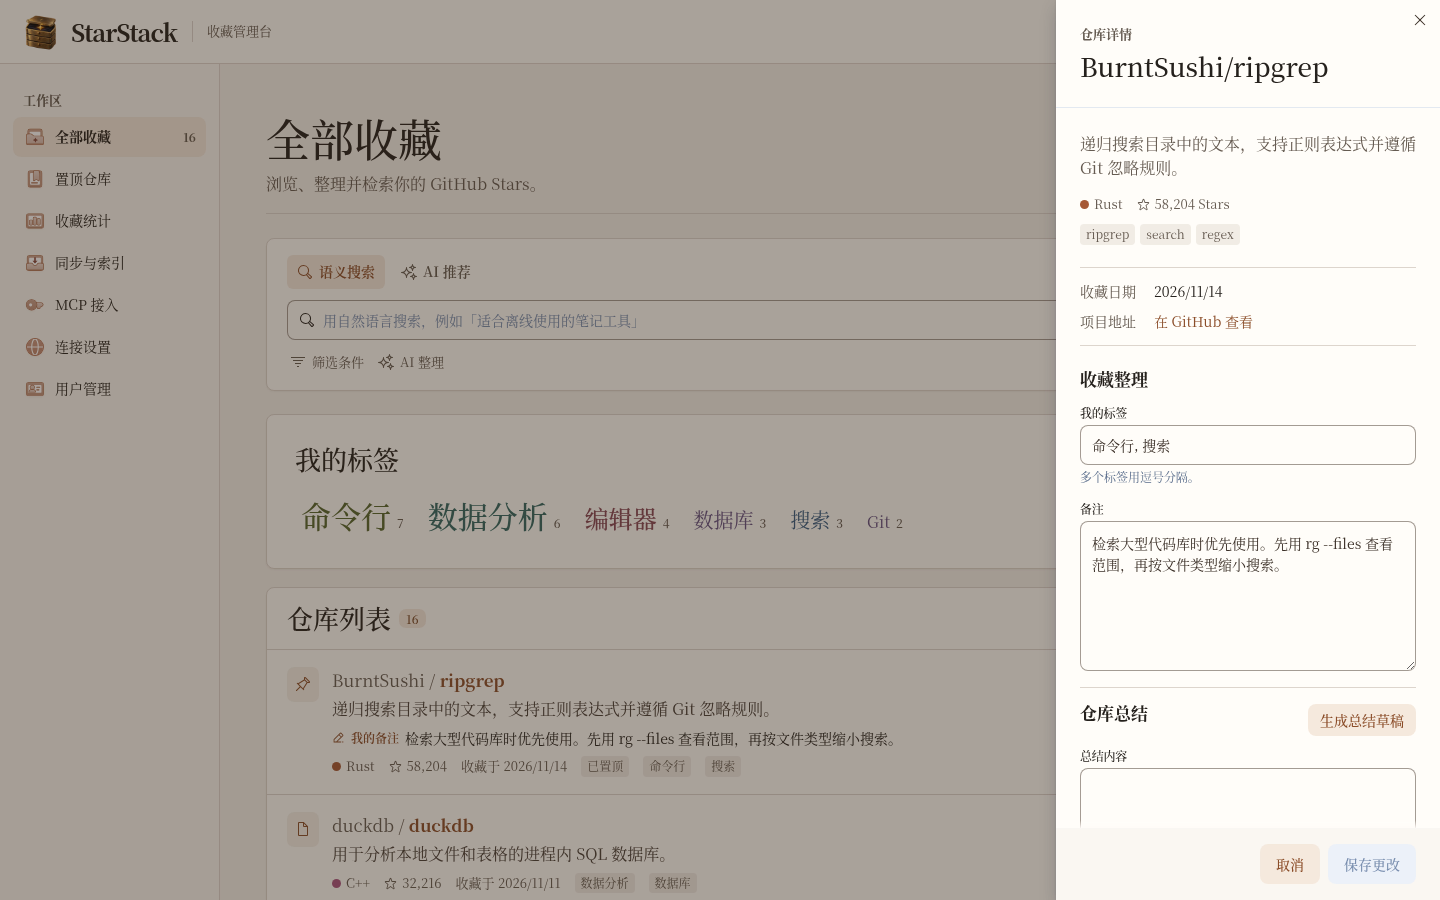 StarStack
收藏管理台
工作区
全部收藏 16
置顶仓库
收藏统计
同步与索引
MCP 接入
连接设置
用户管理
全部收藏
浏览、整理并检索你的 GitHub Stars。
语义搜索 AI 推荐
用自然语言搜索，例如「适合离线使用的笔记工具」
筛选条件 AI 整理
我的标签
命令行 7 数据分析 6 编辑器 4 数据库 3 搜索 3 Git 2
仓库列表 16
BurntSushi / ripgrep
递归搜索目录中的文本，支持正则表达式并遵循 Git 忽略规则。
我的备注 检索大型代码库时优先使用。先用 rg --files 查看范围，再按文件类型缩小搜索。
Rust 58,204 收藏于 2026/11/14 已置顶 命令行 搜索
duckdb / duckdb
用于分析本地文件和表格的进程内 SQL 数据库。
C++ 32,216 收藏于 2026/11/11 数据分析 数据库
仓库详情
BurntSushi/ripgrep
递归搜索目录中的文本，支持正则表达式并遵循
Git 忽略规则。
Rust 58,204 Stars
ripgrep search regex
收藏日期 2026/11/14
项目地址 在 GitHub 查看
收藏整理
我的标签
命令行, 搜索
多个标签用逗号分隔。
备注
检索大型代码库时优先使用。先用 rg --files 查看
范围，再按文件类型缩小搜索。
仓库总结 生成总结草稿
总结内容
取消 保存更改